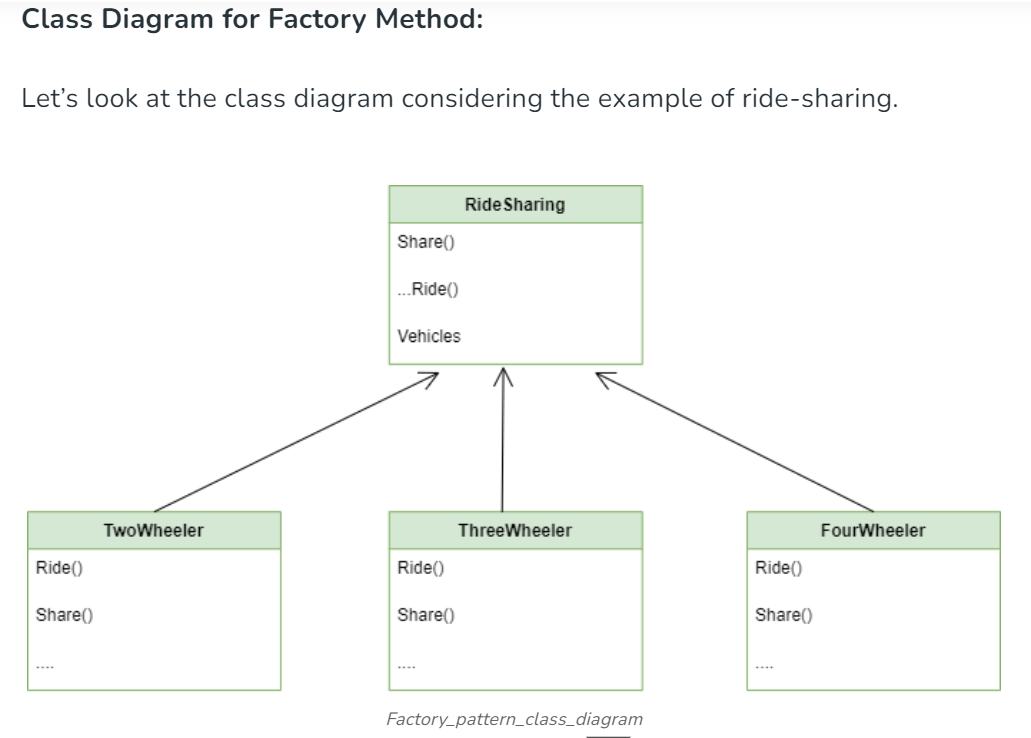 Class Diagram for Factory Method:
Let’s look at the class diagram considering the example of ride-sharing.
RideSharing
Share()
...Ride()
Vehicles
TwoWheeler
Ride()
Share()
....
ThreeWheeler
Ride()
Share()
....
FourWheeler
Ride()
Share()
....
Factory_pattern_class_diagram